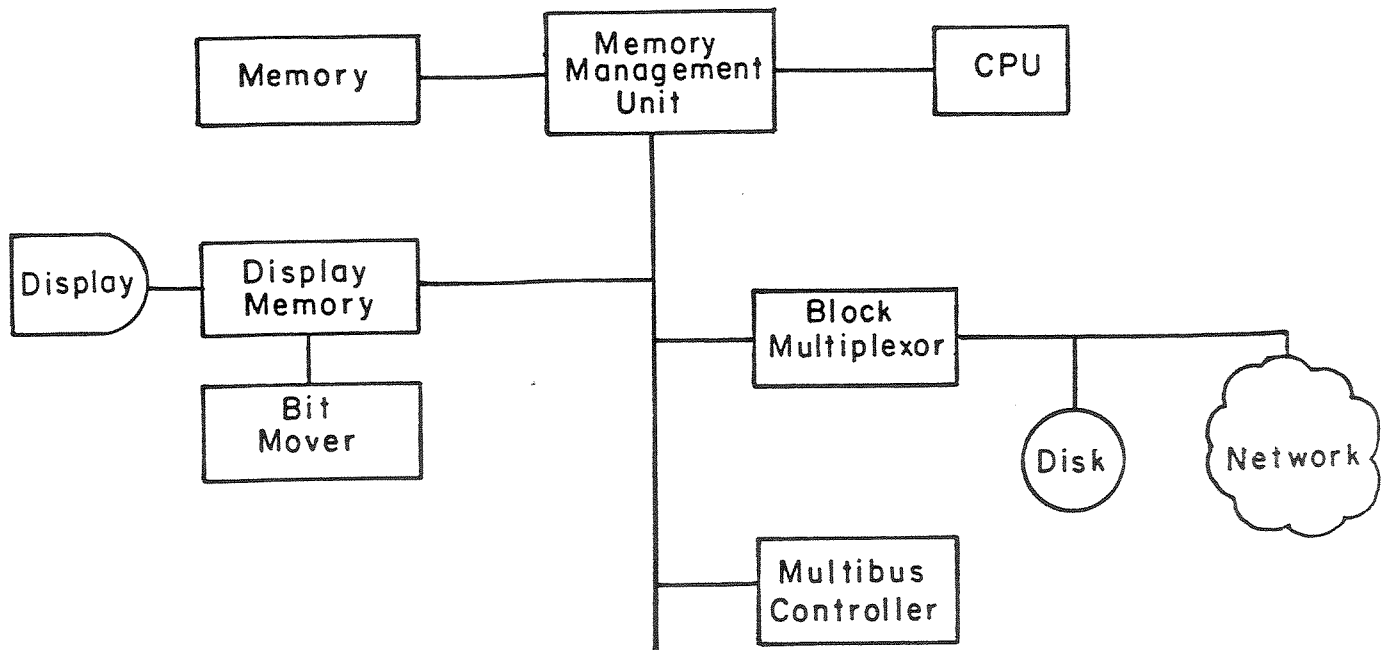 Memory
Memory
Management
Unit
CPU
Display
Display
Memory
Block
Multiplexor
Bit
Mover
Disk
Network
Multibus
Controller